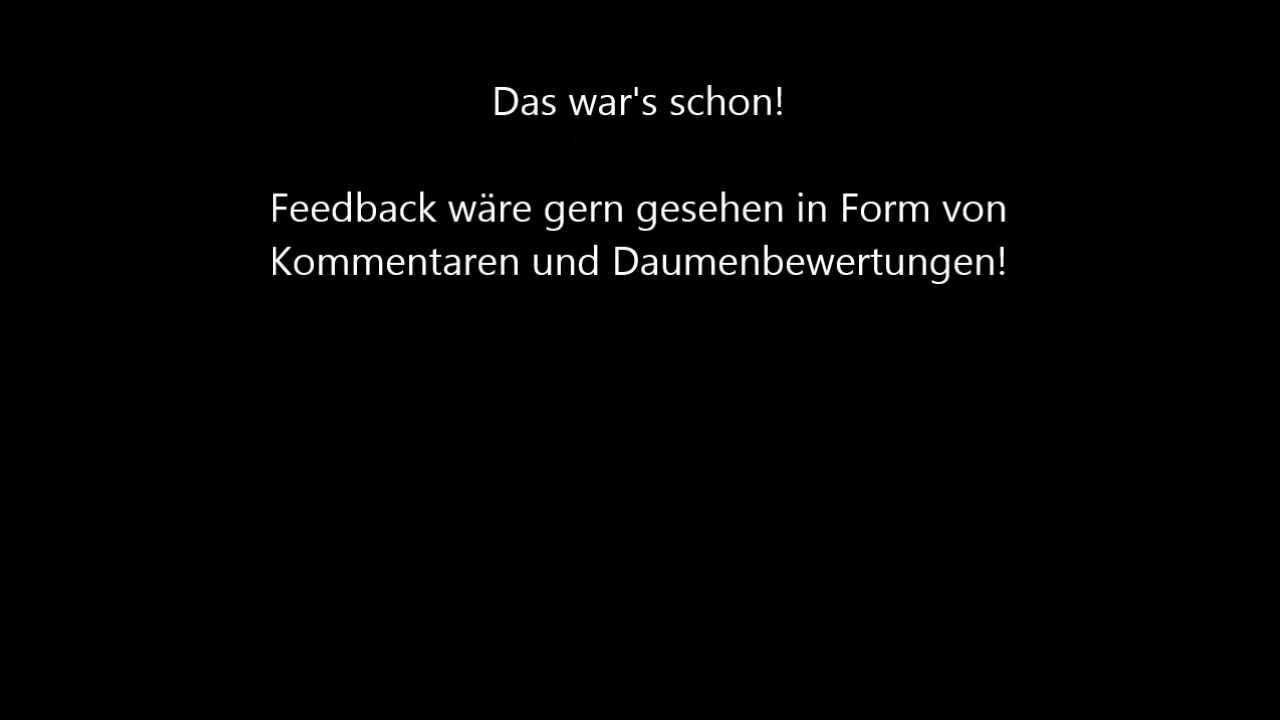 Das war's schon!
Feedback wäre gern gesehen in Form von
Kommentaren und Daumenbewertungen!